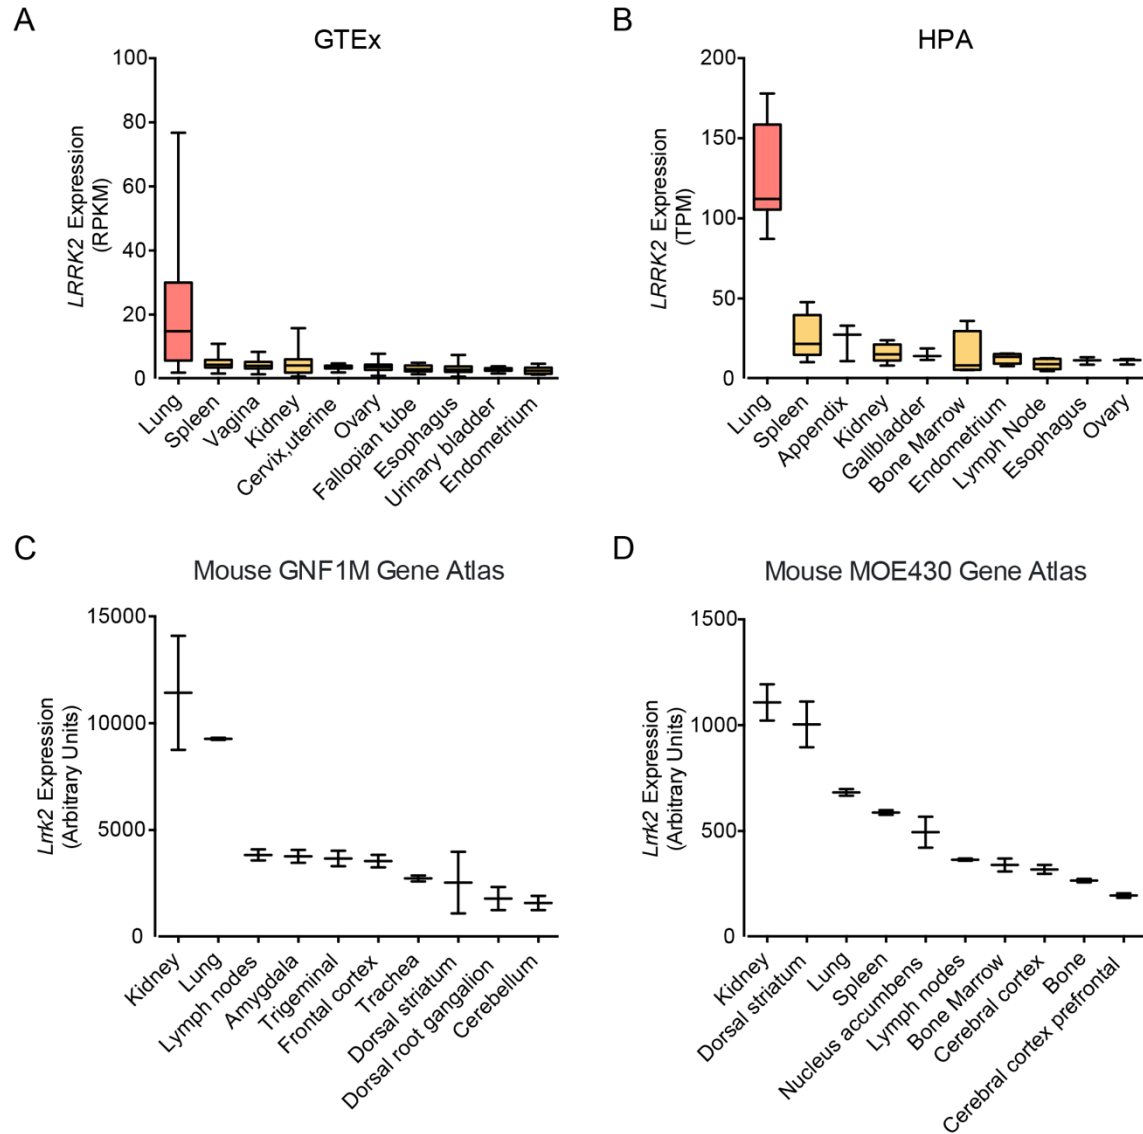 A
GTEx
LRRK2 Expression
(RPKM)
100
80
60
40
20
0
Lung
Spleen
Vagina
Kidney
Cervix,uterine
Ovary
Fallopian tube
Esophagus
Urinary bladder
Endometrium
B
HPA
LRRK2 Expression
(TPM)
200
150
100
50
0
Lung
Spleen
Appendix
Kidney
Gallbladder
Bone Marrow
Endometrium
Lymph Node
Esophagus
Ovary
C
Mouse GNF1M Gene Atlas
Lrrk2 Expression
(Arbitrary Units)
15000
10000
5000
0
Kidney
Lung
Lymph nodes
Amygdala
Trigeminal
Frontal cortex
Trachea
Dorsal striatum
Dorsal root gangalion
Cerebellum
D
Mouse MOE430 Gene Atlas
Lrrk2 Expression
(Arbitrary Units)
1500
1000
500
0
Kidney
Dorsal striatum
Lung
Spleen
Nucleus accumbens
Lymph nodes
Bone Marrow
Cerebral cortex
Bone
Cerebral cortex prefrontal